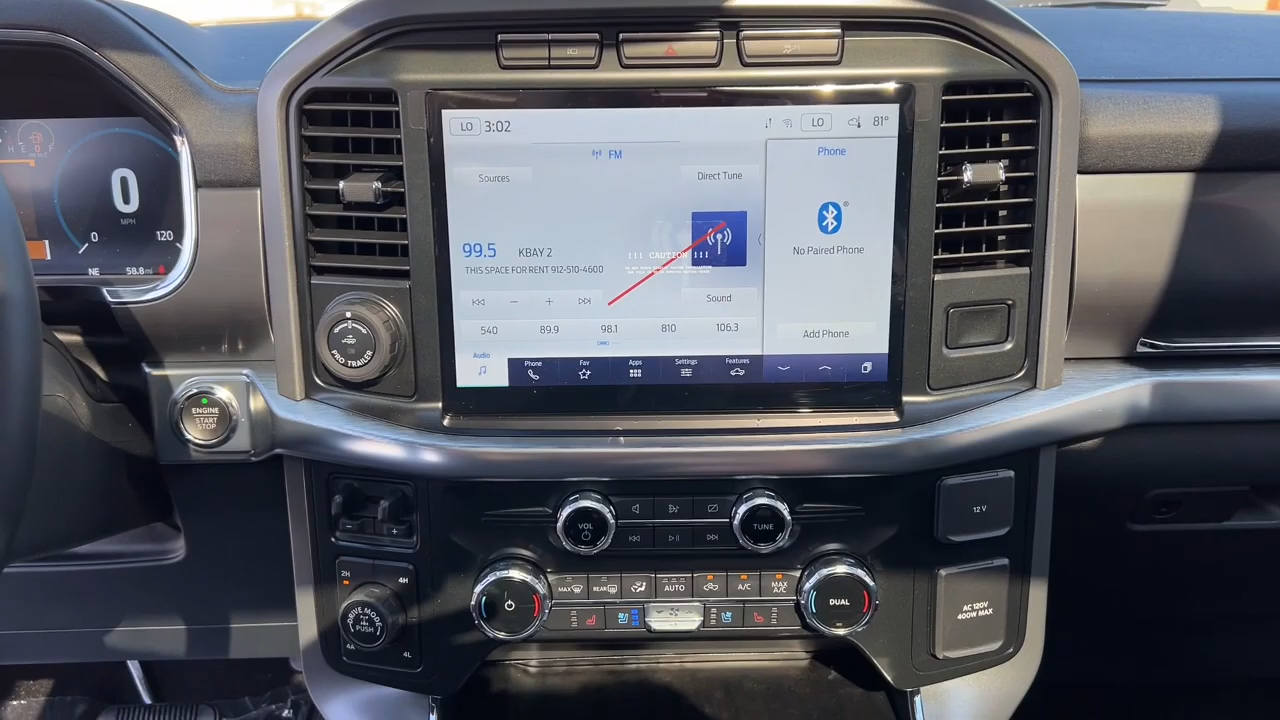 LO 3:02
LO 81°
FM
Phone
Sources
Direct Tune
99.5 KBAY 2
THIS SPACE FOR RENT 912-510-4600
!!! CAUTION !!!
No Paired Phone
Sound
540 89.9 98.1 810 106.3
Add Phone
Audio
Phone
Fav
Apps
Settings
Features
H E F
0
MPH
0 120
NE 58.8 mi
PRO TRAILER
ENGINE
START
STOP
VOL
TUNE
12 V
2H 4H
DRIVE MODE
PUSH
4A 4L
MAX
REAR
AUTO
A/C
MAX
A/C
DUAL
AC 120V
400W MAX